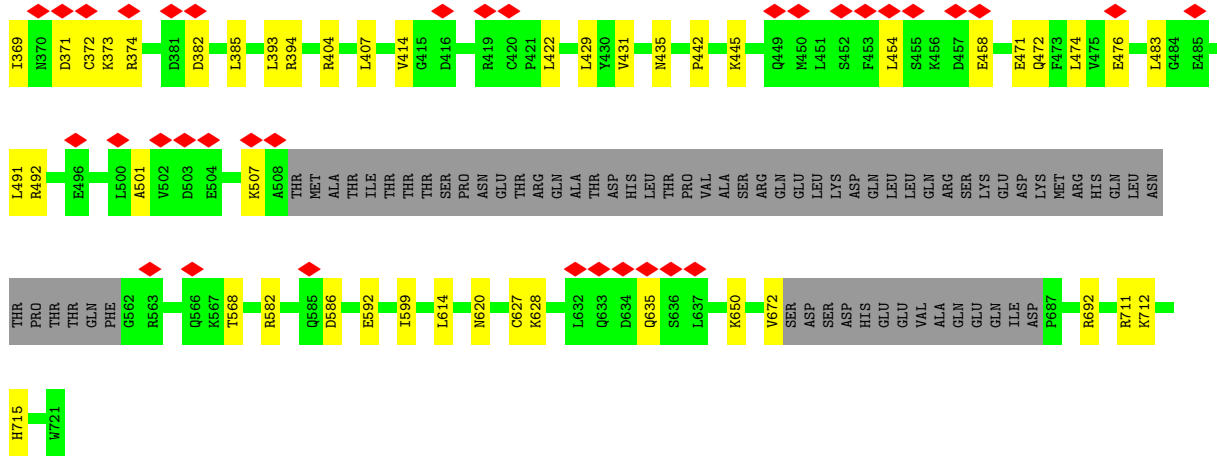 I369 N370 D371 C372 K373 R374 D381 D382 L385 L393 R394 R404 L407 V414 G415 D416 R419 C420 P421 L422 L429 Y430 V431 N435 P442 K445 Q449 M450 L451 S452 F453 L454 S455 K456 D457 E458 E471 Q472 F473 L474 V475 E476 L483 G484 E485
L491 R492 E496 L500 A501 V502 D503 E504 K507 A508 THR MET ALA THR ILE THR THR THR SER PRO ASN GLU THR ARG GLN ALA THR ASP HIS LEU THR PRO VAL ALA SER ARG GLN GLU LEU LYS ASP GLN LEU LEU GLN ARG SER LYS GLU ASP LYS MET ARG HIS GLN LEU ASN
THR PRO THR THR GLN PHE G562 R563 Q566 K567 T568 R582 Q585 D586 E592 I599 L614 N620 C627 K628 L632 Q633 D634 Q635 S636 L637 K650 V672 SER ASP SER ASP HIS GLU GLU VAL ALA GLN GLU GLN ILE ASP P687 R692 R711 K712
H715 W721